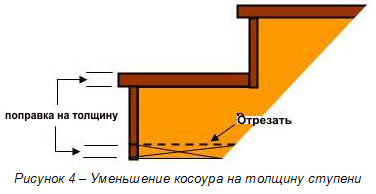 поправка на толщину
Отрезать
Рисунок 4 – Уменьшение косоура на толщину ступени